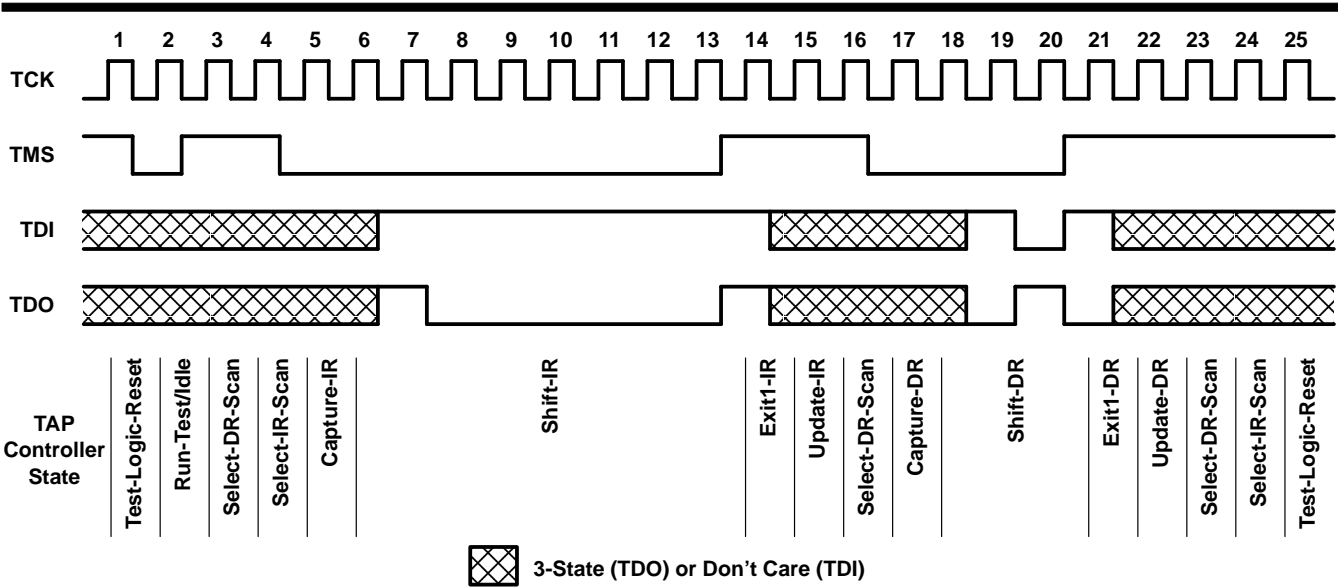 1 2 3 4 5 6 7 8 9 10 11 12 13 14 15 16 17 18 19 20 21 22 23 24 25
TCK
TMS
TDI
TDO
TAP
Controller
State
Test-Logic-Reset
Run-Test/Idle
Select-DR-Scan
Select-IR-Scan
Capture-IR
Shift-IR
Exit1-IR
Update-IR
Select-DR-Scan
Capture-DR
Shift-DR
Exit1-DR
Update-DR
Select-DR-Scan
Select-IR-Scan
Test-Logic-Reset
3-State (TDO) or Don't Care (TDI)